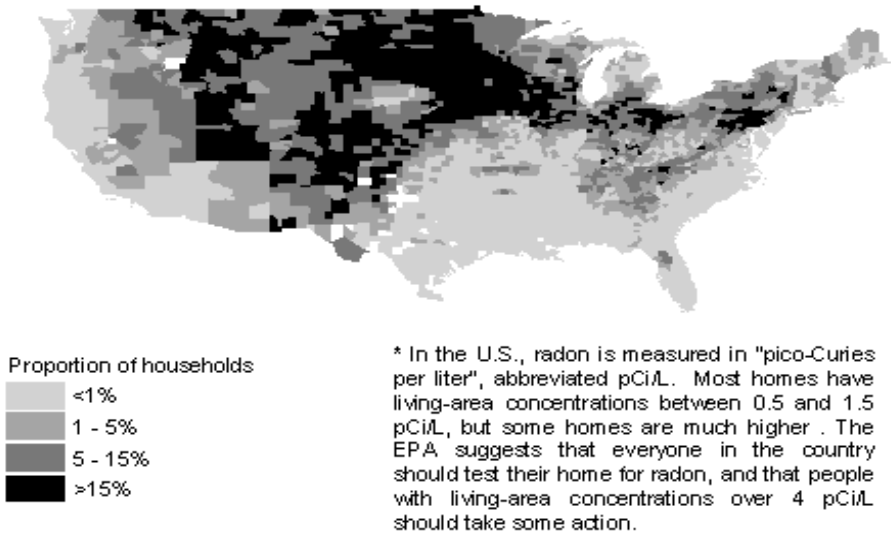 Proportion of households
<1%
1 - 5%
5 - 15%
>15%
* In the U.S., radon is measured in "pico-Curies
per liter", abbreviated pCi/L. Most homes have
living-area concentrations between 0.5 and 1.5
pCi/L, but some homes are much higher . The
EPA suggests that everyone in the country
should test their home for radon, and that people
with living-area concentrations over 4 pCi/L
should take some action.